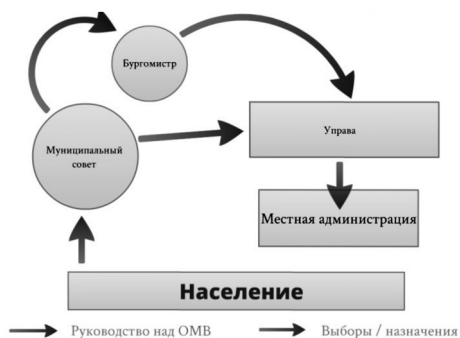 Бургомистр
Муниципальный
совет
Управа
Местная администрация
Население
Руководство над ОМВ
Выборы / назначения